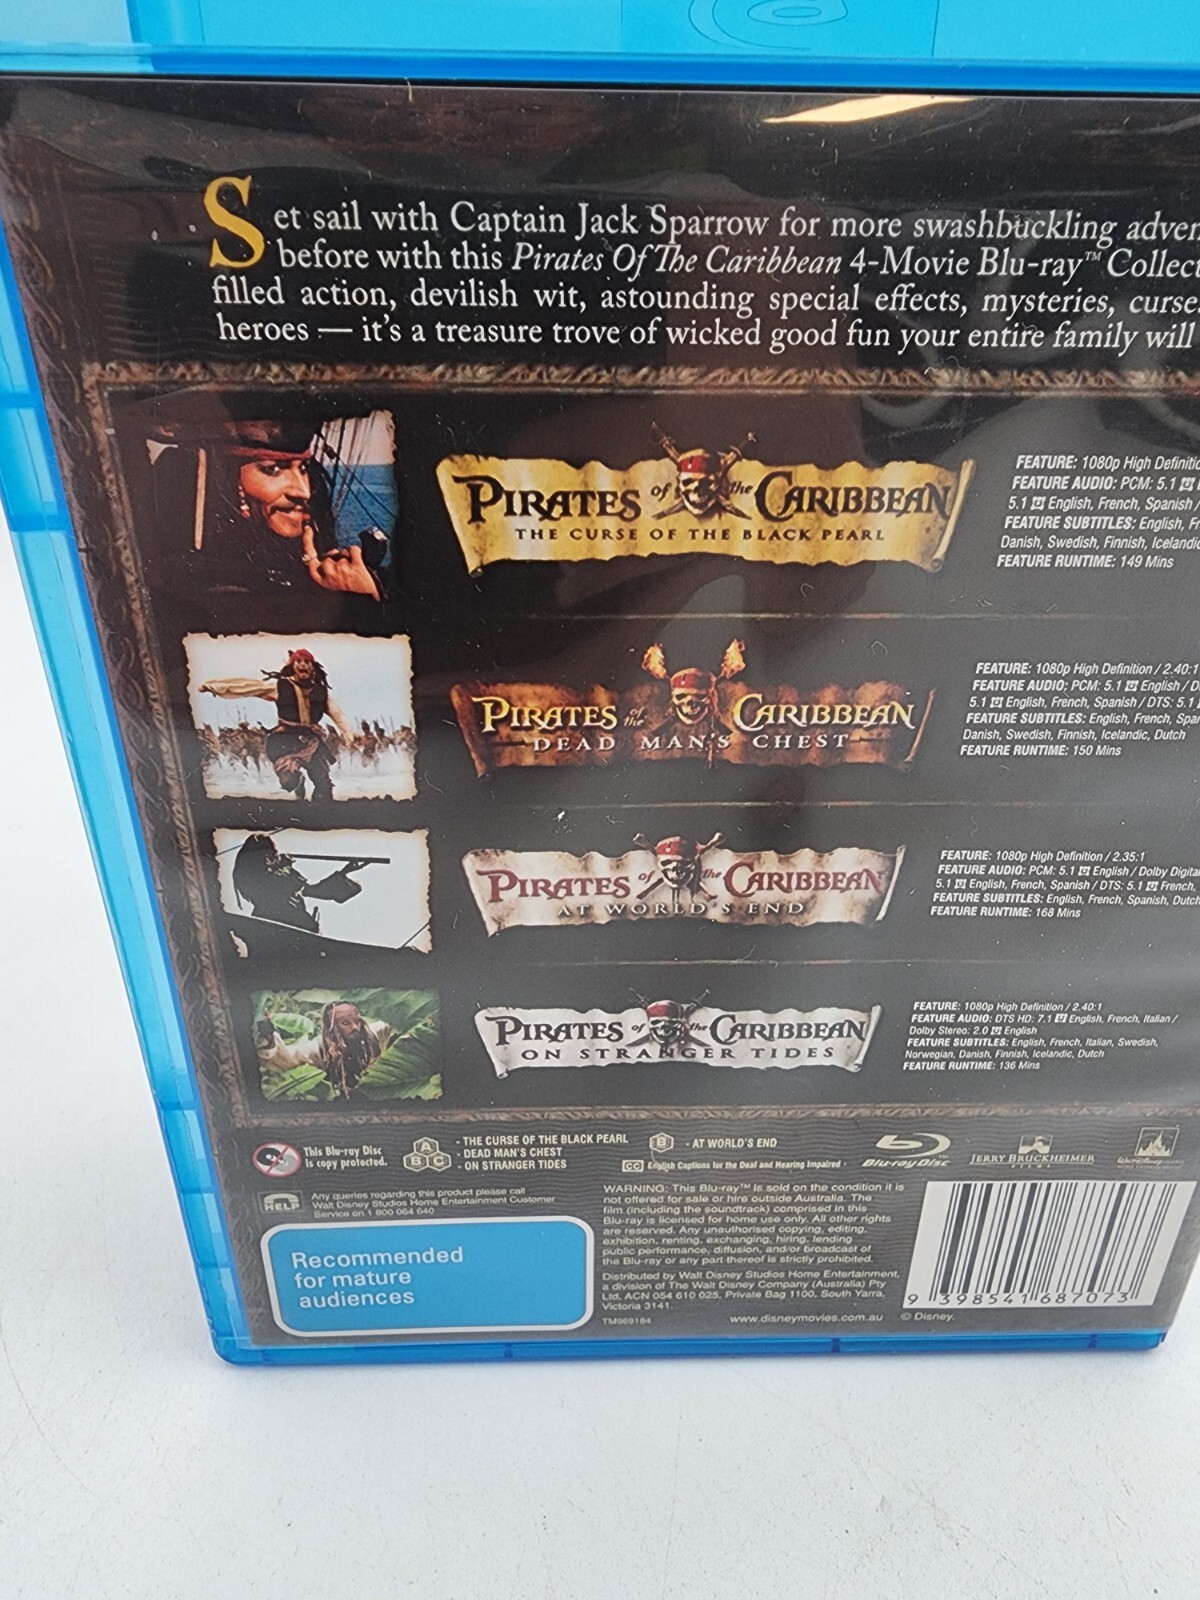 Set sail with Captain Jack Sparrow for more swashbuckling adver
before with this Pirates Of The Caribbean 4-Movie Blu-ray™ Collect
filled action, devilish wit, astounding special effects, mysteries, curse
heroes — it's a treasure trove of wicked good fun your entire family will
PIRATES of the CARIBBEAN
THE CURSE OF THE BLACK PEARL
FEATURE: 1080p High Definitio
FEATURE AUDIO: PCM: 5.1
5.1 English, French, Spanish
FEATURE SUBTITLES: English, Fr
Danish, Swedish, Finnish, Icelandic
FEATURE RUNTIME: 149 Mins
PIRATES of the CARIBBEAN
DEAD MAN'S CHEST
FEATURE: 1080p High Definition / 2.40:1
FEATURE AUDIO: PCM: 5.1 English / D
5.1 English, French, Spanish / DTS: 5.1
FEATURE SUBTITLES: English, French, Spa
Danish, Swedish, Finnish, Icelandic, Dutch
FEATURE RUNTIME: 150 Mins
PIRATES of the CARIBBEAN
AT WORLD'S END
FEATURE: 1080p High Definition / 2.35:1
FEATURE AUDIO: PCM: 5.1 English / Dolby Digital
5.1 English, French, Spanish / DTS: 5.1 French,
FEATURE SUBTITLES: English, French, Spanish, Dutch
FEATURE RUNTIME: 168 Mins
PIRATES of the CARIBBEAN
ON STRANGER TIDES
FEATURE: 1080p High Definition / 2.40:1
FEATURE AUDIO: DTS HD: 7.1 English, French, Italian /
Dolby Stereo: 2.0 English
FEATURE SUBTITLES: English, French, Italian, Swedish,
Norwegian, Danish, Finnish, Icelandic, Dutch
FEATURE RUNTIME: 136 Mins
This Blu-ray Disc
is copy protected.
A B C
- THE CURSE OF THE BLACK PEARL
- DEAD MAN'S CHEST
- ON STRANGER TIDES
B - AT WORLD'S END
CC English Captions for the Deaf and Hearing Impaired
Blu-ray Disc
JERRY BRUCKHEIMER
FILMS
HELP
Any queries regarding this product please call
Walt Disney Studios Home Entertainment Customer
Service on 1 800 064 640
Recommended
for mature
audiences
WARNING: This Blu-ray™ is sold on the condition it is
not offered for sale or hire outside Australia. The
film (including the soundtrack) comprised in this
Blu-ray is licensed for home use only. All other rights
are reserved. Any unauthorised copying, editing,
exhibition, renting, exchanging, hiring, lending
public performance, diffusion, and/or broadcast of
the Blu-ray or any part thereof is strictly prohibited.
Distributed by Walt Disney Studios Home Entertainment,
a division of The Walt Disney Company (Australia) Pty
Ltd, ACN 054 610 025, Private Bag 1100, South Yarra,
Victoria 3141.
TM969184
www.disneymovies.com.au
© Disney.
9 398541 687073